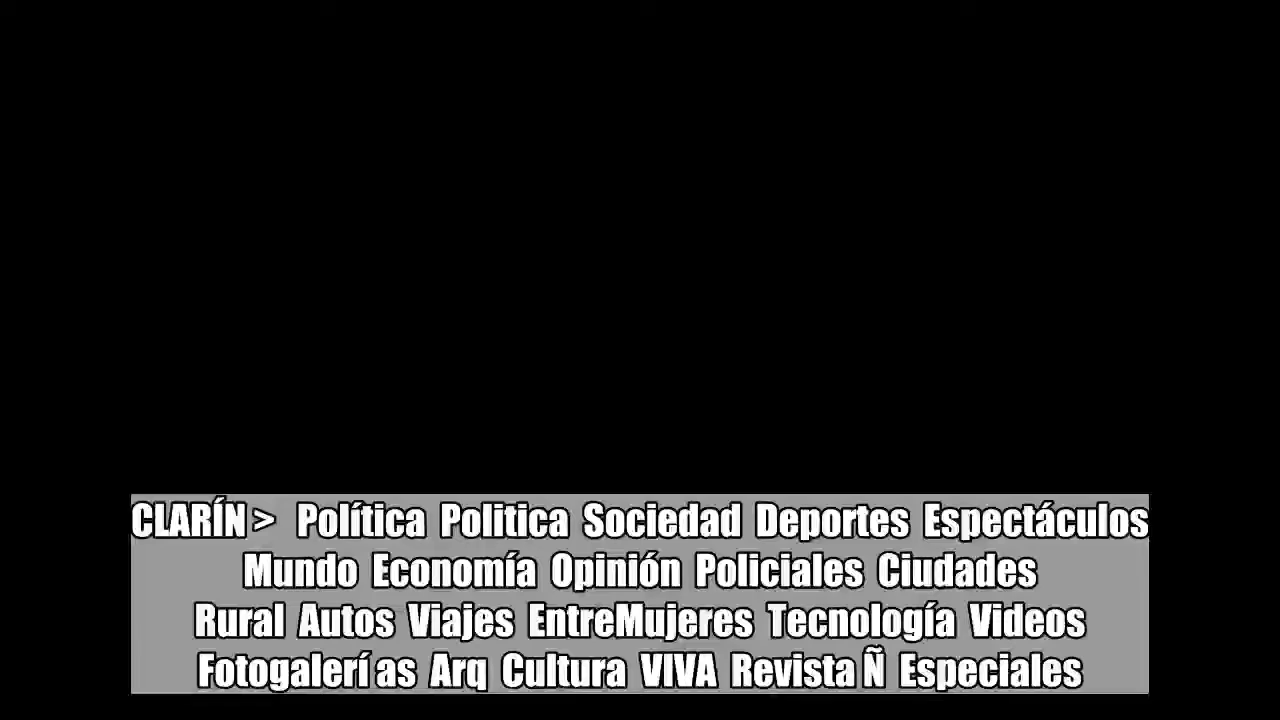 CLARÍN > Política Politica Sociedad Deportes Espectáculos
Mundo Economía Opinión Policiales Ciudades
Rural Autos Viajes EntreMujeres Tecnología Videos
Fotogalerí as Arq Cultura VIVA Revista Ñ Especiales